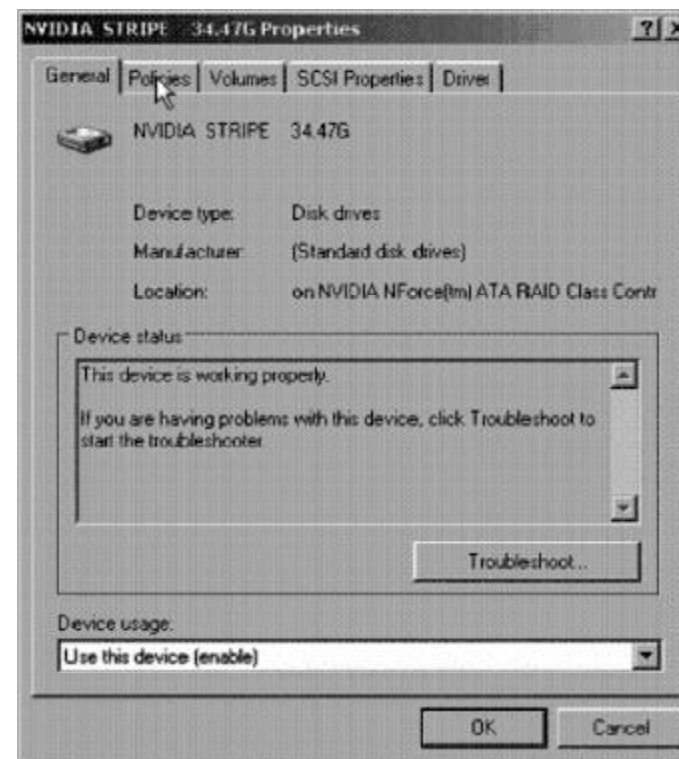 NVIDIA STRIPE 34.47G Properties
General Policies Volumes SCSI Properties Driver
NVIDIA STRIPE 34.47G
Device type: Disk drives
Manufacturer: (Standard disk drives)
Location: on NVIDIA NForce(tm) ATA RAID Class Contr
Device status
This device is working properly.
If you are having problems with this device, click Troubleshoot to
start the troubleshooter.
Troubleshoot...
Device usage:
Use this device (enable)
OK Cancel